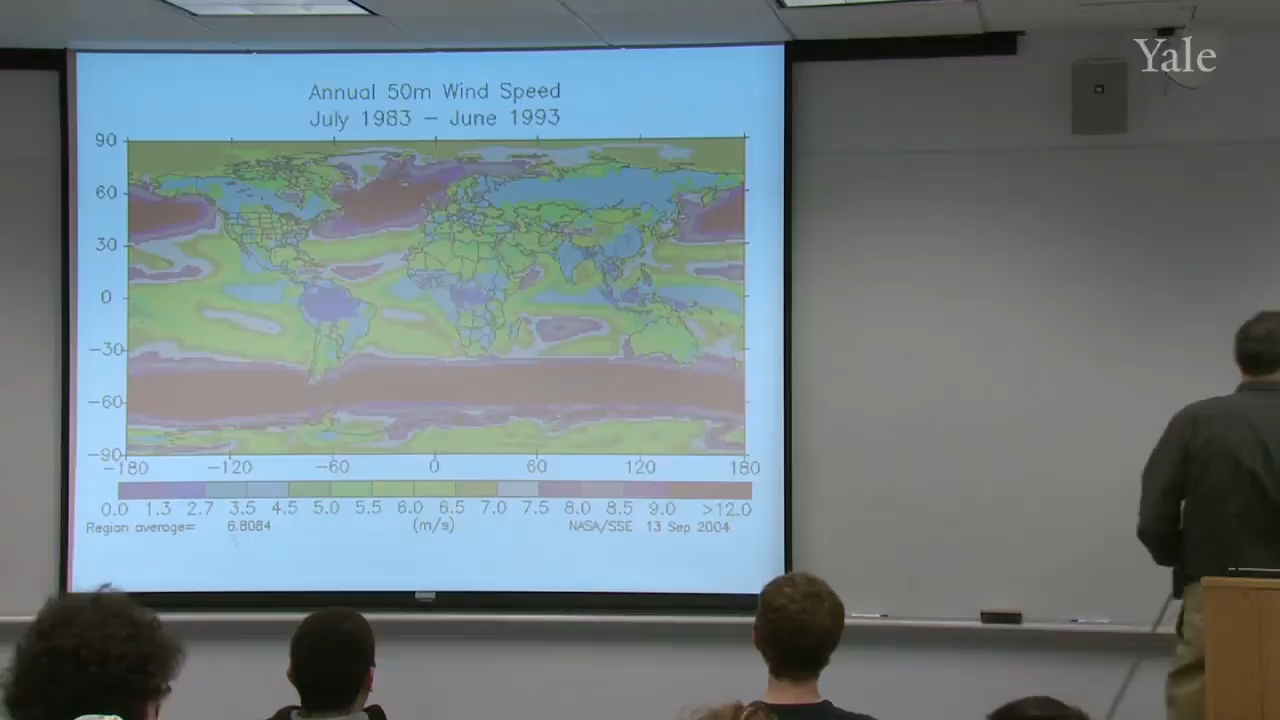 Yale
Annual 50m Wind Speed
July 1983 – June 1993
90
60
30
0
−30
−60
−90
−180 −120 −60 0 60 120 180
0.0 1.3 2.7 3.5 4.5 5.0 5.5 6.0 6.5 7.0 7.5 8.0 8.5 9.0 >12.0
Region average= 6.8084 (m/s) NASA/SSE 13 Sep 2004